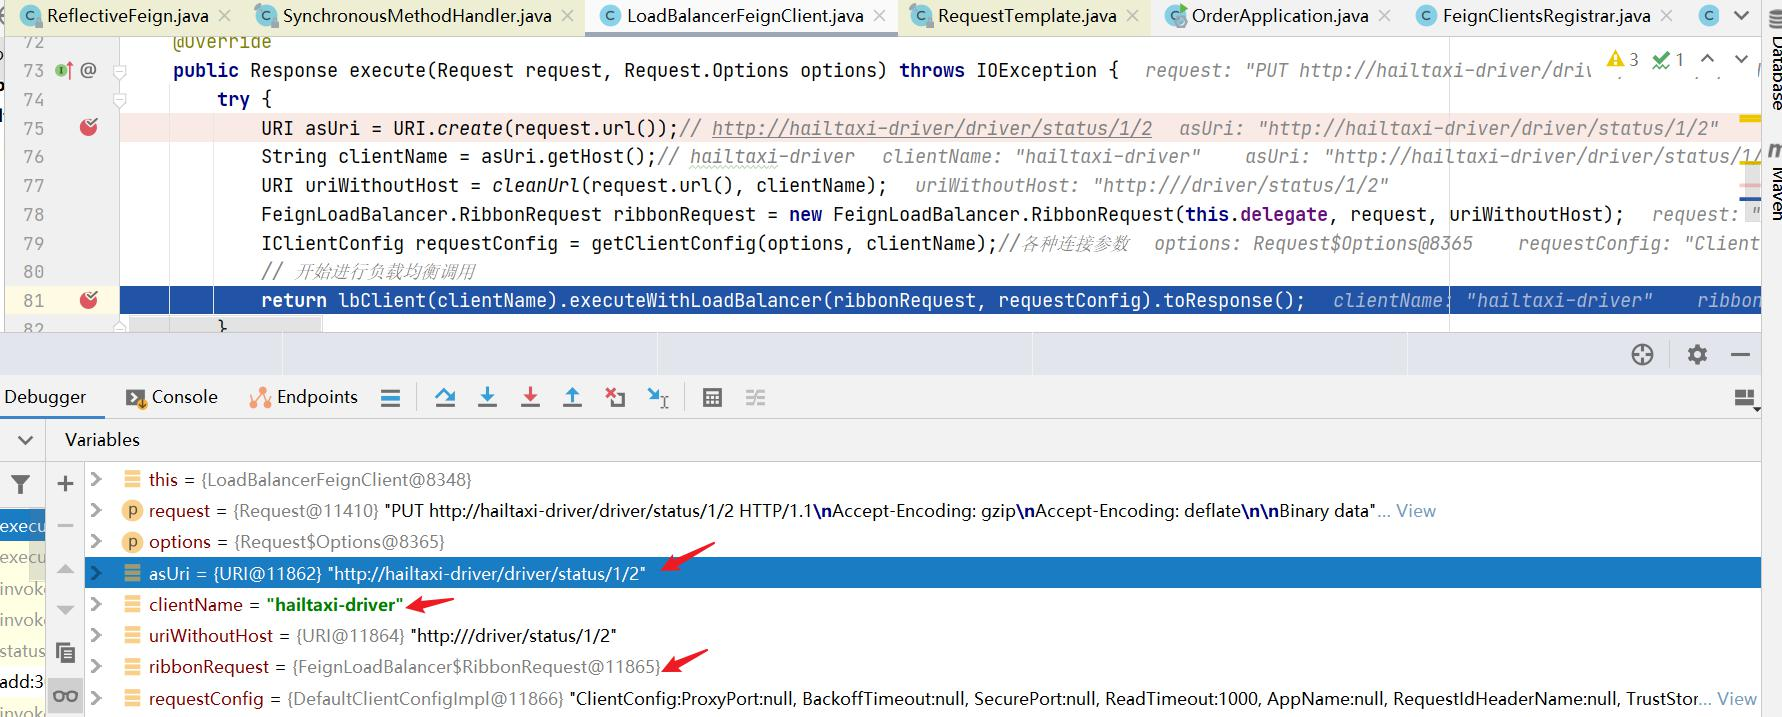 ReflectiveFeign.java SynchronousMethodHandler.java LoadBalancerFeignClient.java RequestTemplate.java OrderApplication.java FeignClientsRegistrar.java
72 @Override
73 public Response execute(Request request, Request.Options options) throws IOException { request: "PUT http://hailtaxi-driver/driv 3 1
74 try {
75 URI asUri = URI.create(request.url());// http://hailtaxi-driver/driver/status/1/2 asUri: "http://hailtaxi-driver/driver/status/1/2"
76 String clientName = asUri.getHost();// hailtaxi-driver clientName: "hailtaxi-driver" asUri: "http://hailtaxi-driver/driver/status/1/
77 URI uriWithoutHost = cleanUrl(request.url(), clientName); uriWithoutHost: "http:///driver/status/1/2"
78 FeignLoadBalancer.RibbonRequest ribbonRequest = new FeignLoadBalancer.RibbonRequest(this.delegate, request, uriWithoutHost); request: "
79 IClientConfig requestConfig = getClientConfig(options, clientName);//各种连接参数 options: Request$Options@8365 requestConfig: "Client
80 // 开始进行负载均衡调用
81 return lbClient(clientName).executeWithLoadBalancer(ribbonRequest, requestConfig).toResponse(); clientName: "hailtaxi-driver" ribbon
82 }
Database
Maven
Debugger Console Endpoints
Variables
this = {LoadBalancerFeignClient@8348}
request = {Request@11410} "PUT http://hailtaxi-driver/driver/status/1/2 HTTP/1.1\nAccept-Encoding: gzip\nAccept-Encoding: deflate\n\nBinary data"... View
options = {Request$Options@8365}
asUri = {URI@11862} "http://hailtaxi-driver/driver/status/1/2"
clientName = "hailtaxi-driver"
uriWithoutHost = {URI@11864} "http:///driver/status/1/2"
ribbonRequest = {FeignLoadBalancer$RibbonRequest@11865}
requestConfig = {DefaultClientConfigImpl@11866} "ClientConfig:ProxyPort:null, BackoffTimeout:null, SecurePort:null, ReadTimeout:1000, AppName:null, RequestIdHeaderName:null, TrustStor... View
execu
execu
invoke
invoke
status
add:3
invoke